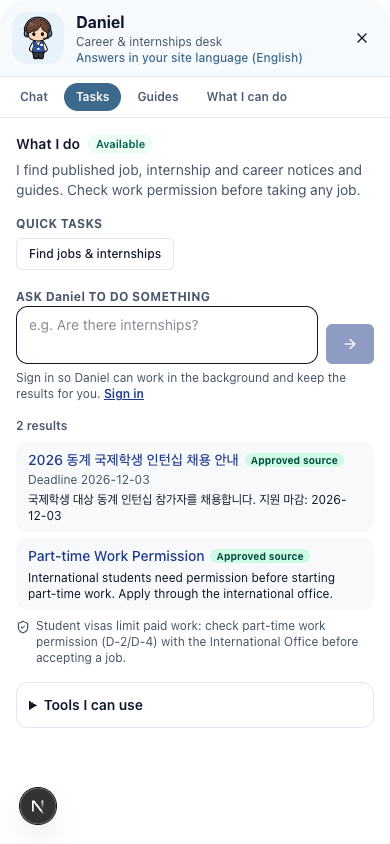 Daniel
Career & internships desk
Answers in your site language (English)
Chat
Tasks
Guides
What I can do
What I do
Available
I find published job, internship and career notices and
guides. Check work permission before taking any job.
QUICK TASKS
Find jobs & internships
ASK Daniel TO DO SOMETHING
e.g. Are there internships?
Sign in so Daniel can work in the background and keep the
results for you. Sign in
2 results
2026 동계 국제학생 인턴십 채용 안내 Approved source
Deadline 2026-12-03
국제학생 대상 동계 인턴십 참가자를 채용합니다. 지원 마감: 2026-
12-03
Part-time Work Permission Approved source
International students need permission before starting
part-time work. Apply through the international office.
Student visas limit paid work: check part-time work
permission (D-2/D-4) with the International Office before
accepting a job.
Tools I can use
N